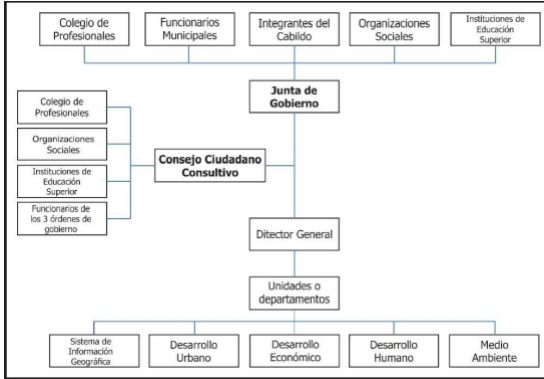 Colegio de
Profesionales
Funcionarios
Municipales
Integrantes del
Cabildo
Organizaciones
Sociales
Instituciones de
Educación
Superior
Junta de
Gobierno
Colegio de
Profesionales
Organizaciones
Sociales
Instituciones de
Educación
Superior
Funcionarios de
los 3 órdenes de
gobierno
Consejo Ciudadano
Consultivo
Ditector General
Unidades o
departamentos
Sistema de
Información
Geográfica
Desarrollo
Urbano
Desarrollo
Económico
Desarrollo
Humano
Medio
Ambiente